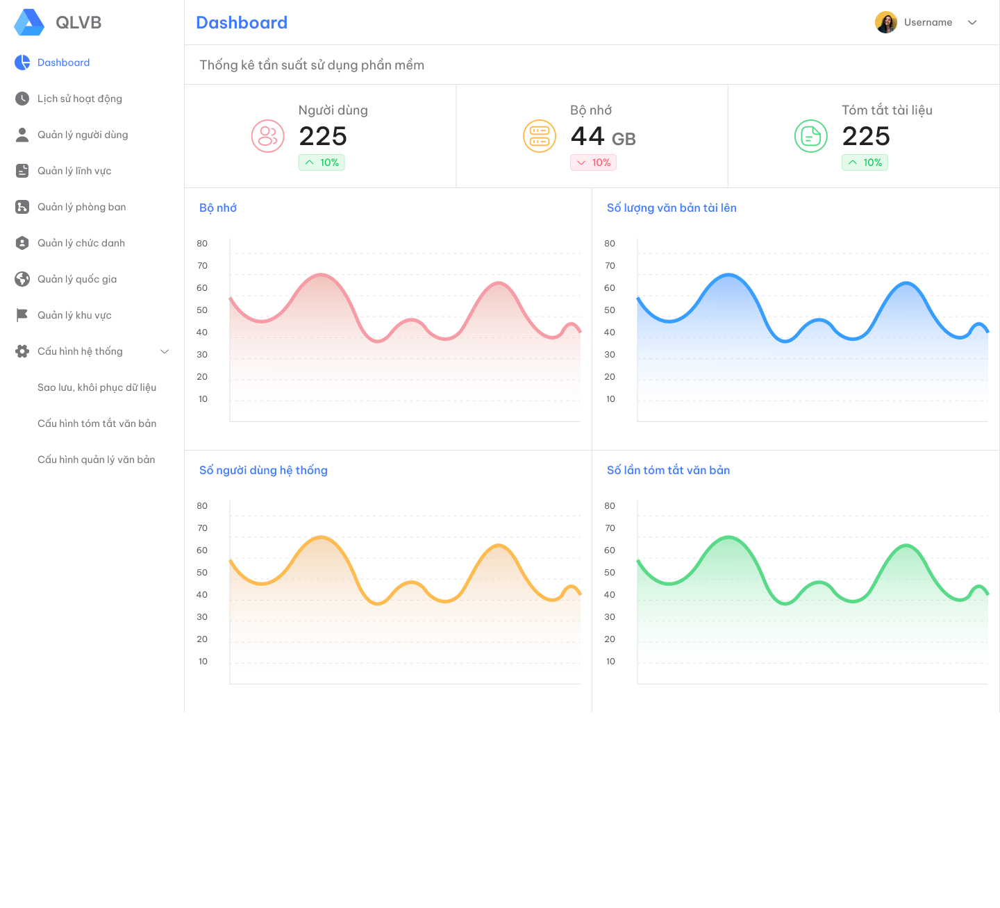 QLVB
Dashboard
Lịch sử hoạt động
Quản lý người dùng
Quản lý lĩnh vực
Quản lý phòng ban
Quản lý chức danh
Quản lý quốc gia
Quản lý khu vực
Cấu hình hệ thống
Sao lưu, khôi phục dữ liệu
Cấu hình tóm tắt văn bản
Cấu hình quản lý văn bản
Dashboard
Username
Thống kê tần suất sử dụng phần mềm
Người dùng
225
10%
Bộ nhớ
44 GB
10%
Tóm tắt tài liệu
225
10%
Bộ nhớ
80
70
60
50
40
30
20
10
Số lượng văn bản tài lên
80
70
60
50
40
30
20
10
Số người dùng hệ thống
80
70
60
50
40
30
20
10
Số lần tóm tắt văn bản
80
70
60
50
40
30
20
10